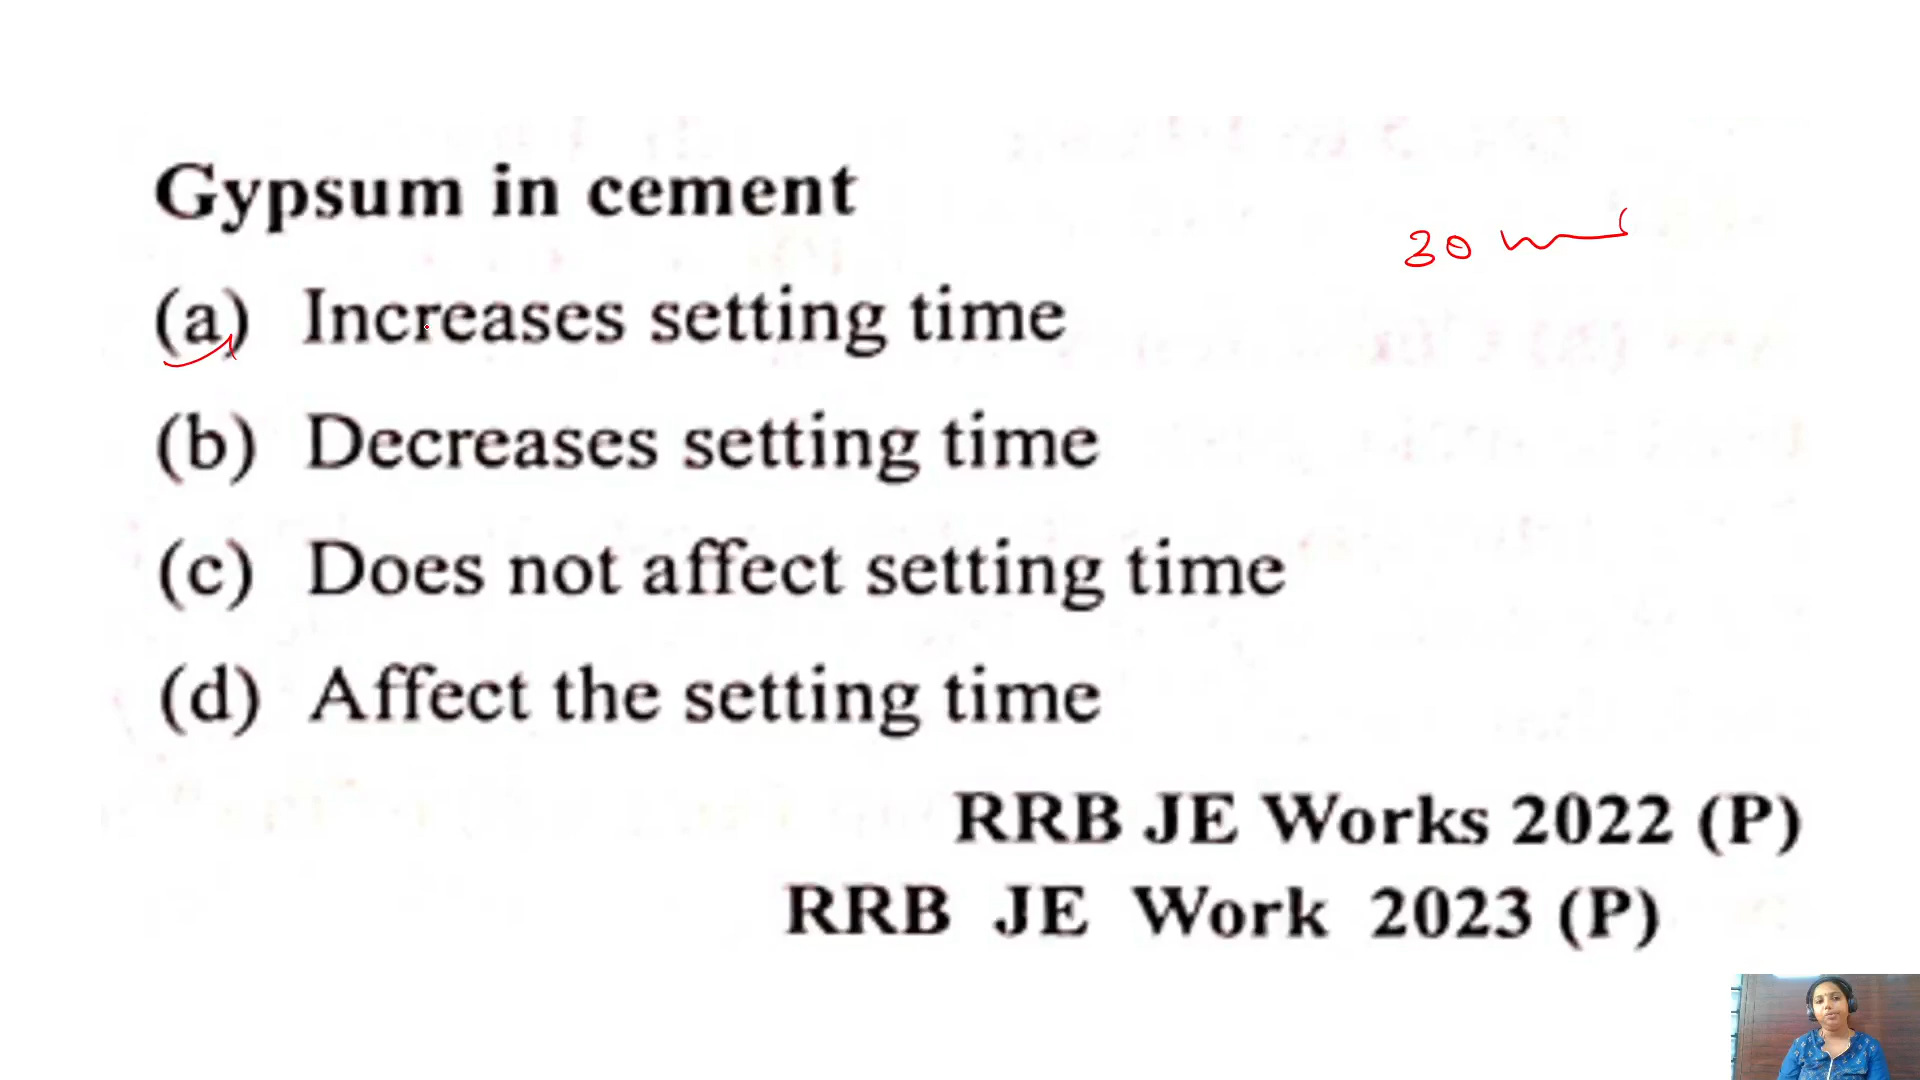 Gypsum in cement
30
(a) Increases setting time
(b) Decreases setting time
(c) Does not affect setting time
(d) Affect the setting time
RRB JE Works 2022 (P)
RRB JE Work 2023 (P)